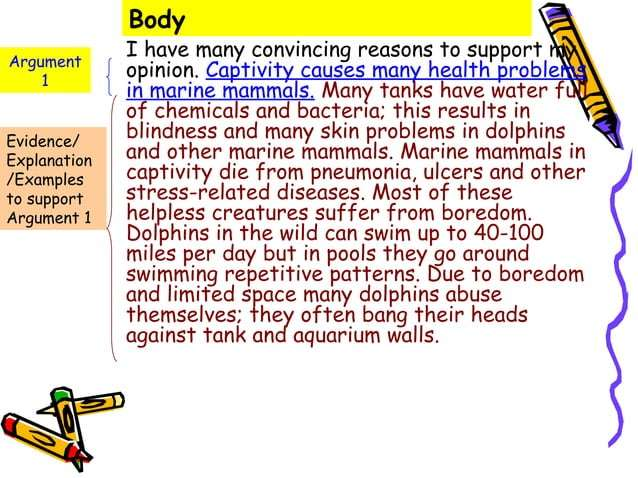 Body
Argument
1
I have many convincing reasons to support my
opinion. Captivity causes many health problems
in marine mammals. Many tanks have water full
of chemicals and bacteria; this results in
blindness and many skin problems in dolphins
and other marine mammals. Marine mammals in
captivity die from pneumonia, ulcers and other
stress-related diseases. Most of these
helpless creatures suffer from boredom.
Dolphins in the wild can swim up to 40-100
miles per day but in pools they go around
swimming repetitive patterns. Due to boredom
and limited space many dolphins abuse
themselves; they often bang their heads
against tank and aquarium walls.
Evidence/
Explanation
/Examples
to support
Argument 1